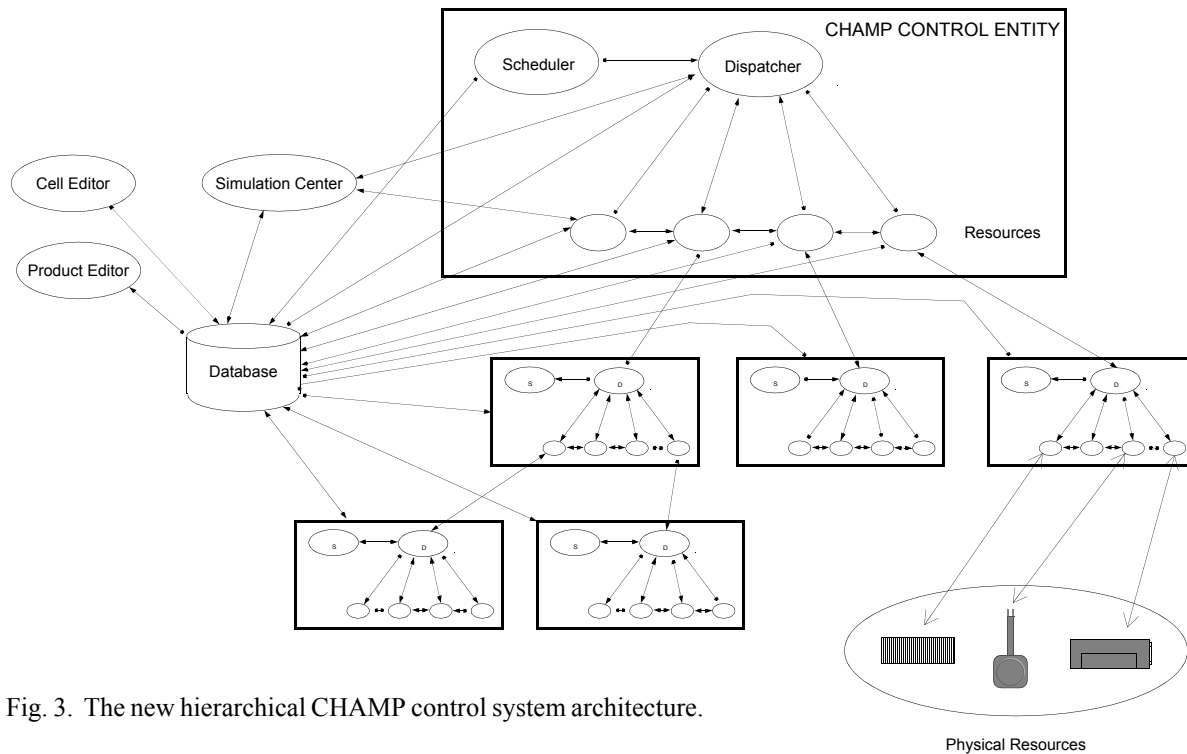 CHAMP CONTROL ENTITY
Scheduler
Dispatcher
Cell Editor
Simulation Center
Resources
Product Editor
Database
S
D
S
D
S
D
S
D
S
D
Fig. 3. The new hierarchical CHAMP control system architecture.
Physical Resources